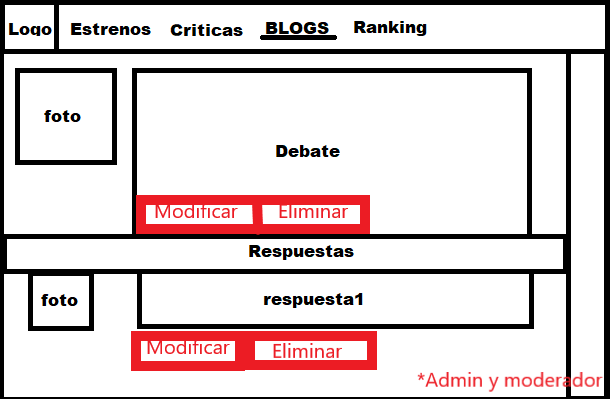 Logo Estrenos Criticas BLOGS Ranking
foto
Debate
Modificar Eliminar
Respuestas
foto respuesta1
Modificar Eliminar
*Admin y moderador